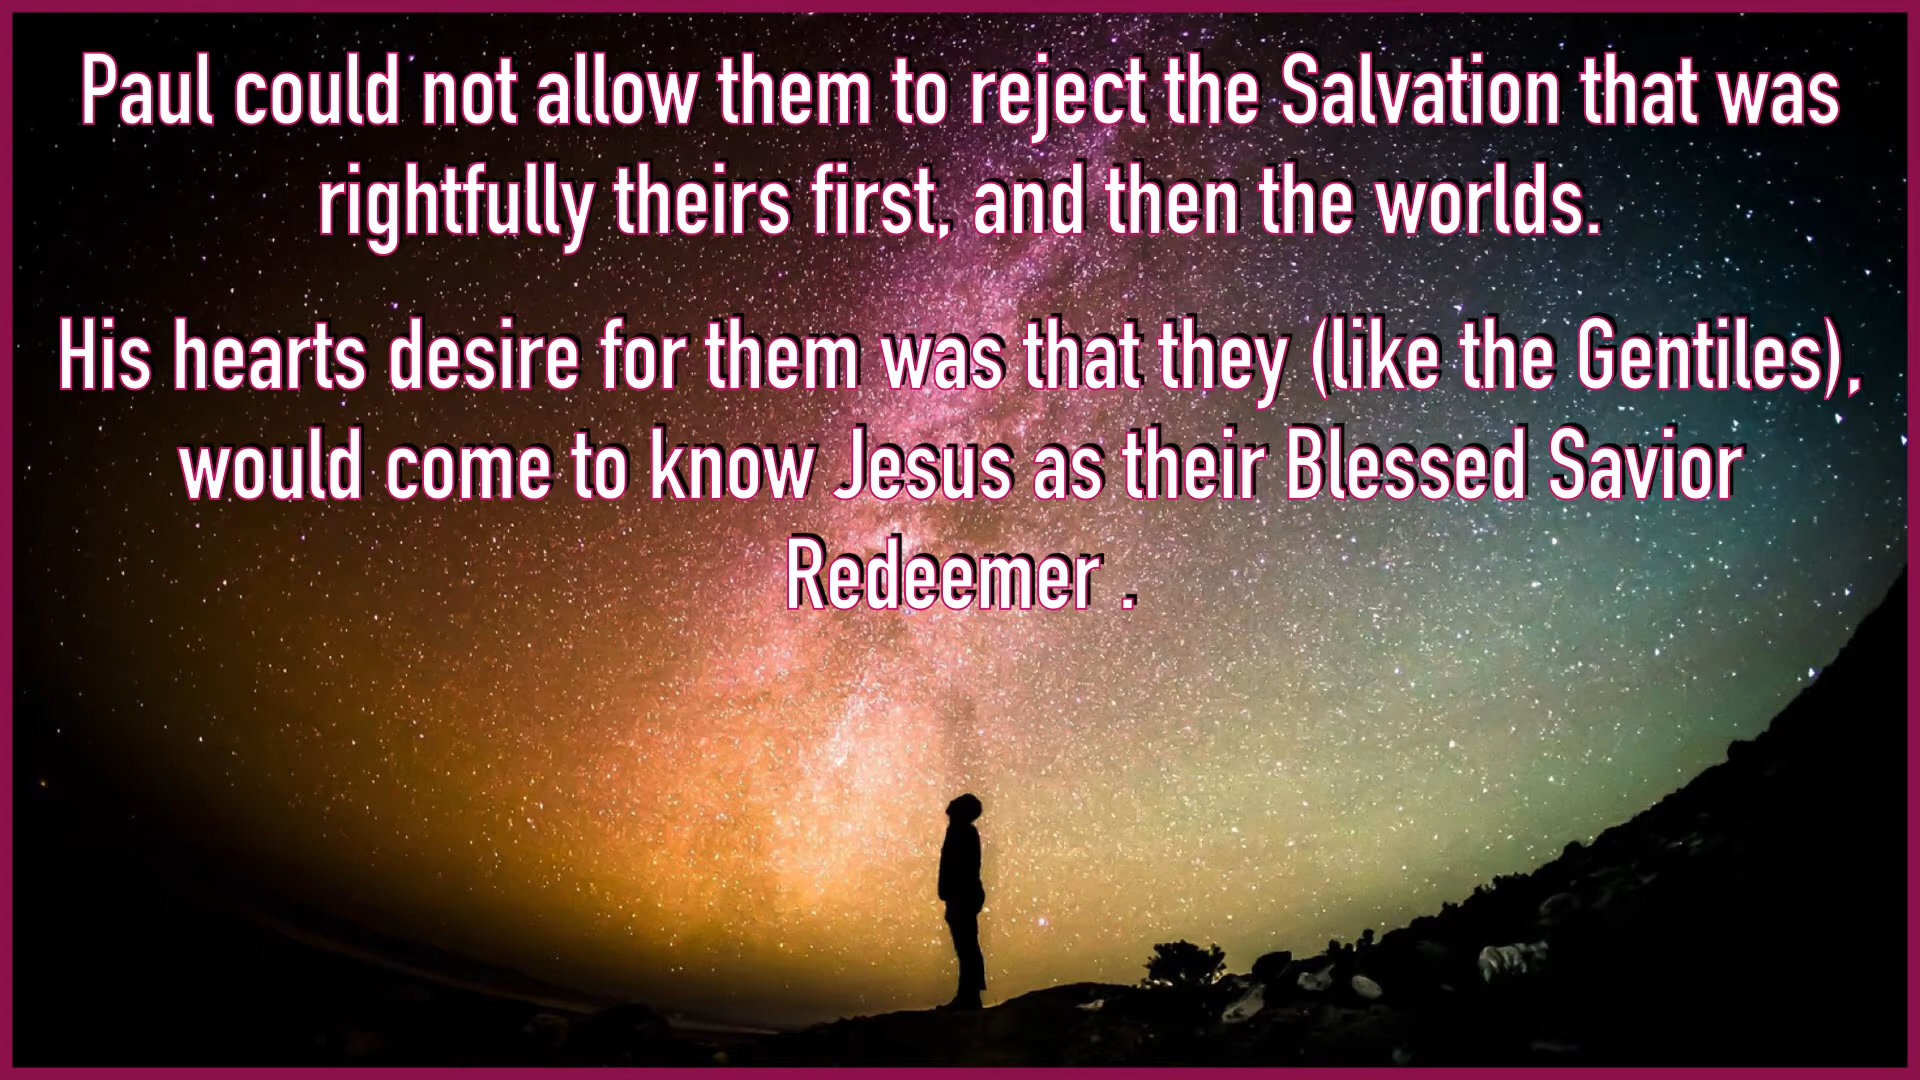 Paul could not allow them to reject the Salvation that was
rightfully theirs first, and then the worlds.
His hearts desire for them was that they (like the Gentiles),
would come to know Jesus as their Blessed Savior
Redeemer .